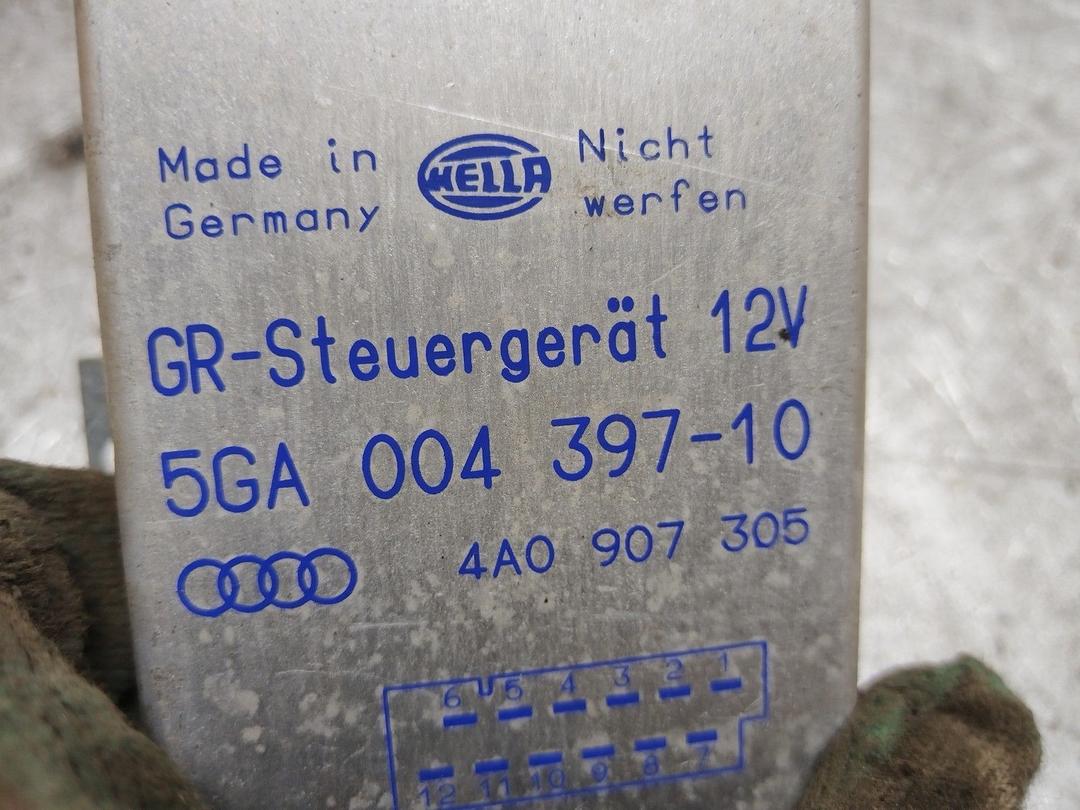 Made in
Germany
HELLA
Nicht
werfen
GR-Steuergerät 12V
5GA 004 397-10
4A0 907 305
6 5 4 3 2 1
12 11 10 9 8 7